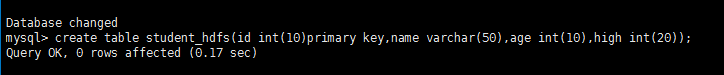 Database changed
mysql> create table student_hdfs(id int(10)primary key,name varchar(50),age int(10),high int(20));
Query OK, 0 rows affected (0.17 sec)